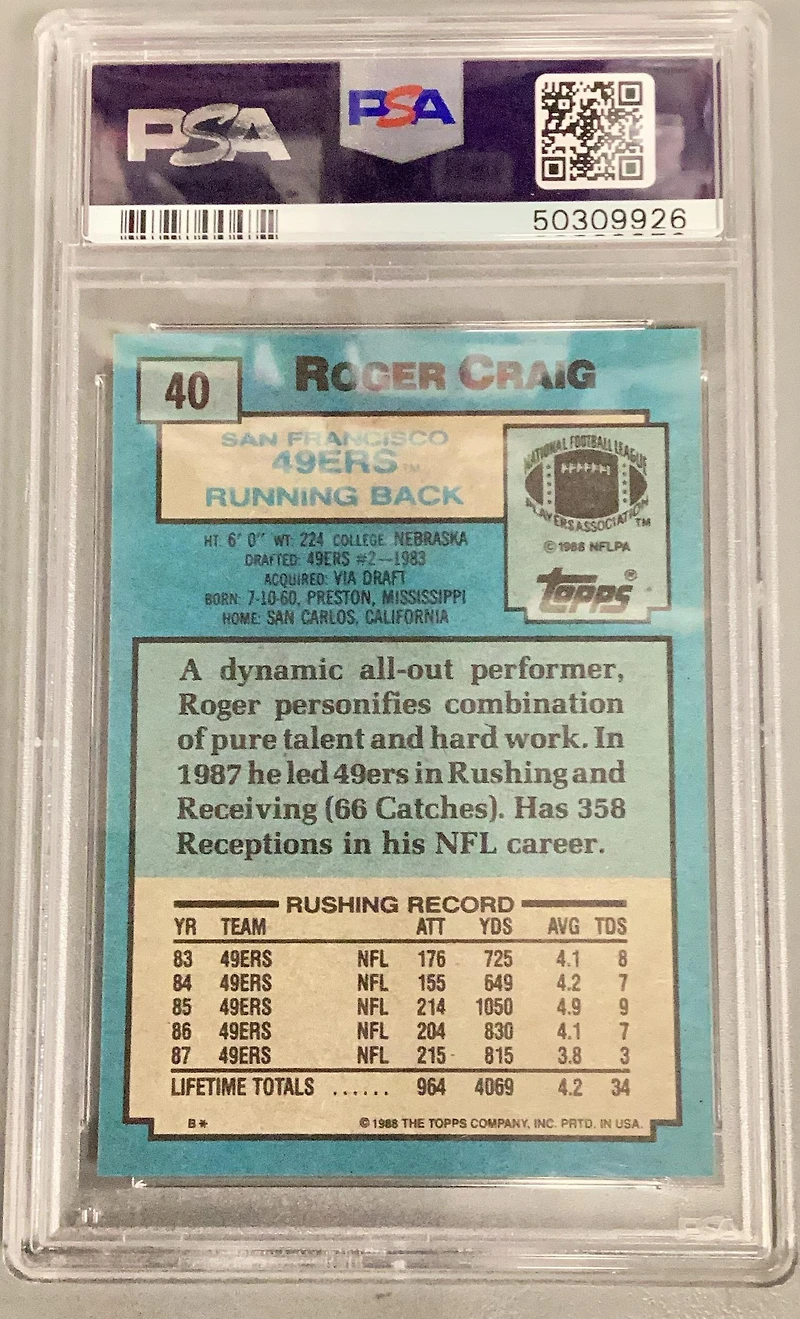 PSA PSA
50309926
40 ROGER CRAIG
SAN FRANCISCO
49ERS TM
RUNNING BACK
NATIONAL FOOTBALL LEAGUE
PLAYERS ASSOCIATION TM
© 1988 NFLPA
topps®
HT: 6' 0" WT: 224 COLLEGE: NEBRASKA
DRAFTED: 49ERS #2—1983
ACQUIRED: VIA DRAFT
BORN: 7-10-60, PRESTON, MISSISSIPPI
HOME: SAN CARLOS, CALIFORNIA
A dynamic all-out performer,
Roger personifies combination
of pure talent and hard work. In
1987 he led 49ers in Rushing and
Receiving (66 Catches). Has 358
Receptions in his NFL career.
RUSHING RECORD
YR TEAM ATT YDS AVG TDS
83 49ERS NFL 176 725 4.1 8
84 49ERS NFL 155 649 4.2 7
85 49ERS NFL 214 1050 4.9 9
86 49ERS NFL 204 830 4.1 7
87 49ERS NFL 215 815 3.8 3
LIFETIME TOTALS ...... 964 4069 4.2 34
B* © 1988 THE TOPPS COMPANY, INC. PRTD. IN USA.
PSA